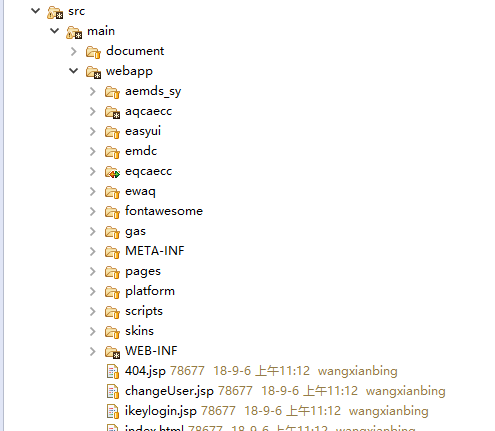 src
main
document
webapp
aemds_sy
aqcaecc
easyui
emdc
eqcaecc
ewaq
fontawesome
gas
META-INF
pages
platform
scripts
skins
WEB-INF
404.jsp 78677 18-9-6 上午11:12 wangxianbing
changeUser.jsp 78677 18-9-6 上午11:12 wangxianbing
ikeylogin.jsp 78677 18-9-6 上午11:12 wangxianbing
index.html 78677 18-9-6 上午11:12 wangxianbing